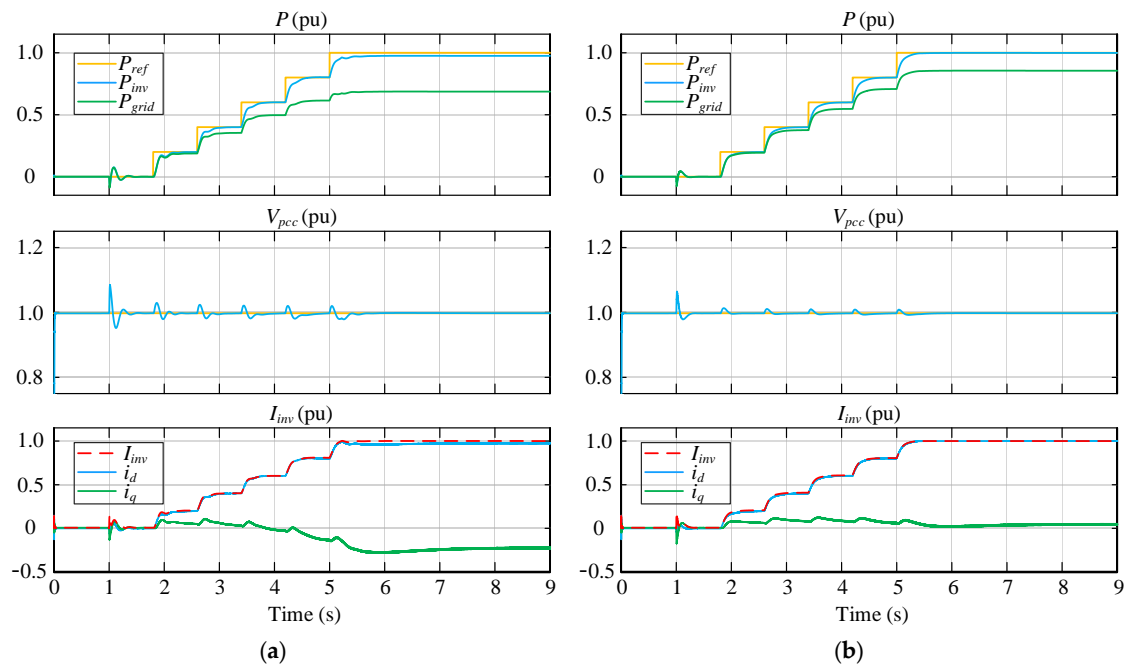 P (pu)
1.0
0.5
0
P_ref
P_inv
P_grid
V_pcc (pu)
1.2
1.0
0.8
I_inv (pu)
1.0
0.5
0
-0.5
I_inv
i_d
i_q
0 1 2 3 4 5 6 7 8 9
Time (s)
(a)
P (pu)
1.0
0.5
0
P_ref
P_inv
P_grid
V_pcc (pu)
1.2
1.0
0.8
I_inv (pu)
1.0
0.5
0
-0.5
I_inv
i_d
i_q
0 1 2 3 4 5 6 7 8 9
Time (s)
(b)